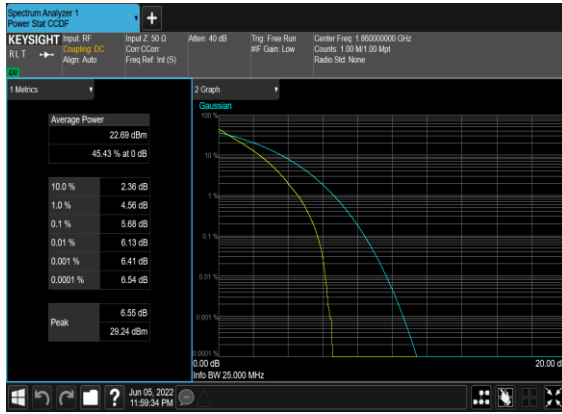 Spectrum Analyzer 1
Power Stat CCDF
KEYSIGHT
RLT
Input: RF
Coupling: DC
Align: Auto
Input Z: 50 Ω
Corr CCorr
Freq Ref: Int (S)
Atten: 40 dB
Trig: Free Run
#IF Gain: Low
Center Freq: 1.860000000 GHz
Counts: 1.00 M/1.00 Mpt
Radio Std: None
1 Metrics
Average Power
22.69 dBm
45.43 % at 0 dB
10.0 % 2.36 dB
1.0 % 4.56 dB
0.1 % 5.68 dB
0.01 % 6.13 dB
0.001 % 6.41 dB
0.0001 % 6.54 dB
Peak
6.55 dB
29.24 dBm
2 Graph
Gaussian
100 %
10 %
1 %
0.1 %
0.01 %
0.001 %
0.0001 %
0.00 dB
20.00 d
Info BW 25.000 MHz
?
Jun 05, 2022
11:59:34 PM